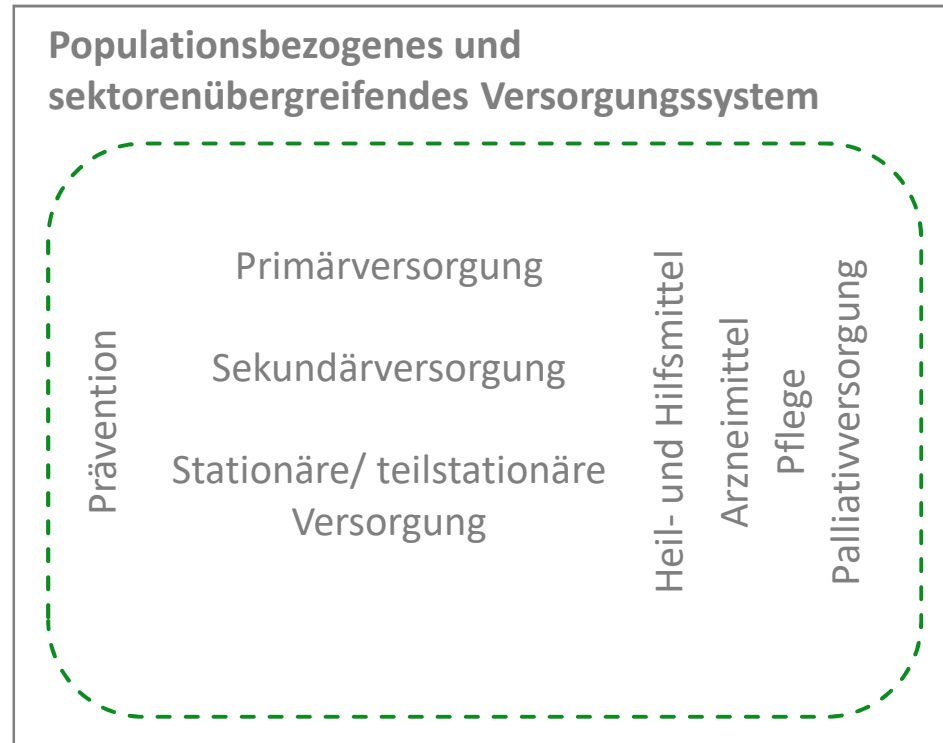 Populationsbezogenes und
sektorenübergreifendes Versorgungssystem
Prävention
Primärversorgung
Sekundärversorgung
Stationäre/ teilstationäre
Versorgung
Heil- und Hilfsmittel
Arzneimittel
Pflege
Palliativversorgung